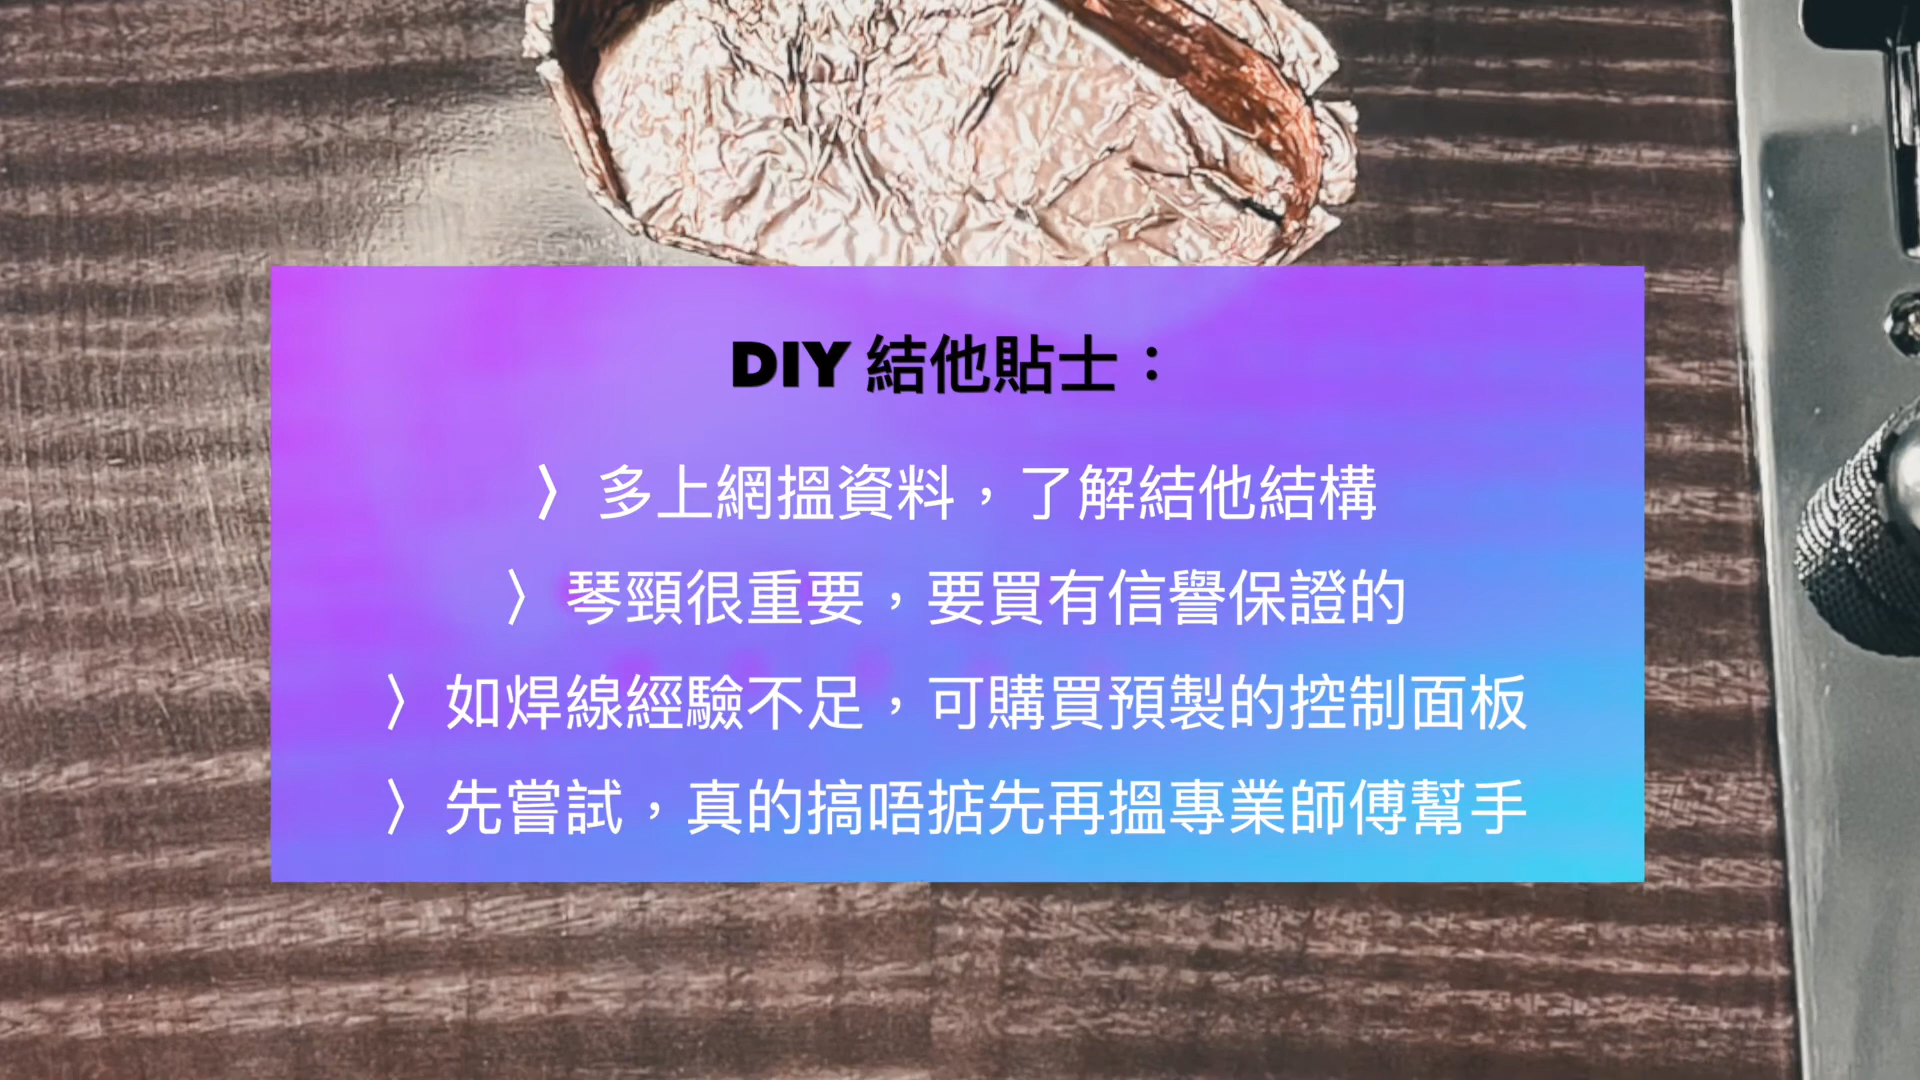 DIY 結他貼士：
〉 多上網搵資料，了解結他結構
〉 琴頸很重要，要買有信譽保證的
〉 如焊線經驗不足，可購買預製的控制面板
〉 先嘗試，真的搞唔掂先再搵專業師傅幫手